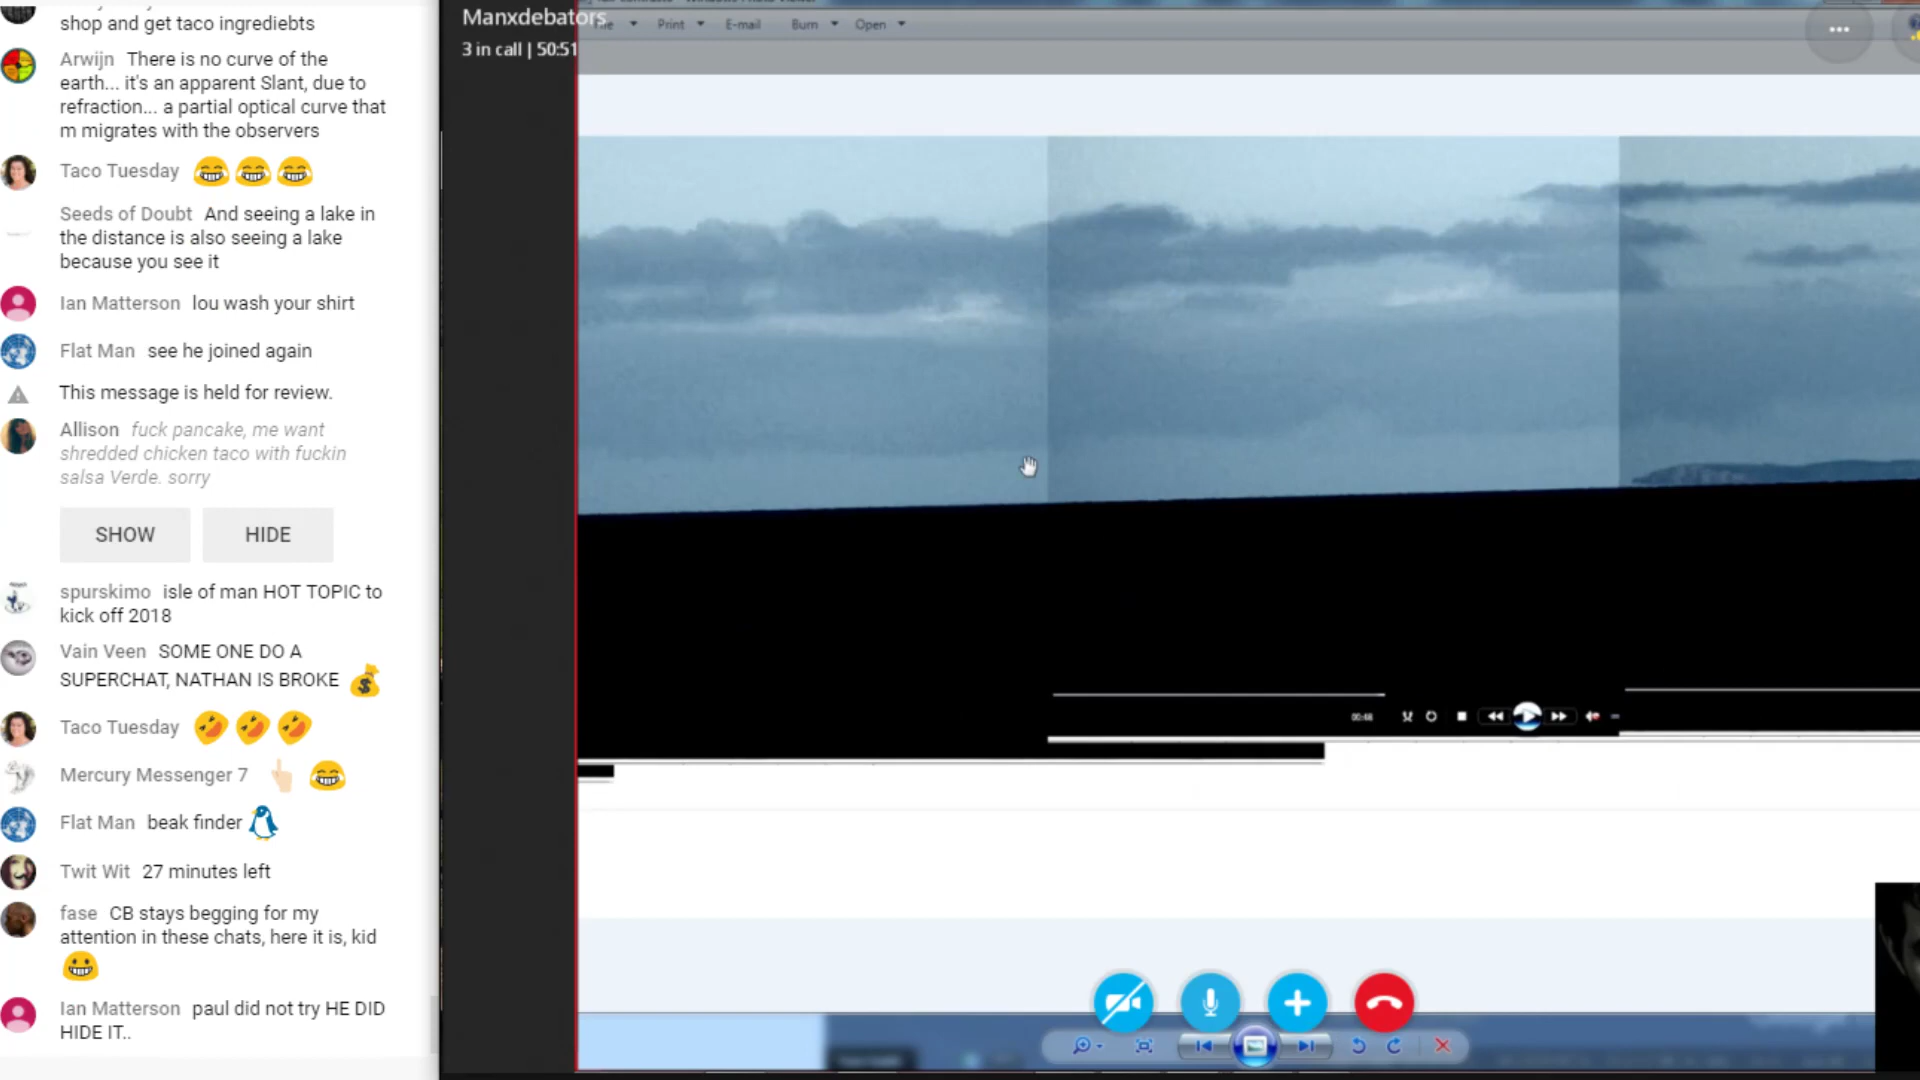 shop and get taco ingrediebts
Arwijn There is no curve of the
earth... it's an apparent Slant, due to
refraction... a partial optical curve that
m migrates with the observers
Taco Tuesday
Seeds of Doubt And seeing a lake in
the distance is also seeing a lake
because you see it
Ian Matterson lou wash your shirt
Flat Man see he joined again
This message is held for review.
Allison fuck pancake, me want
shredded chicken taco with fuckin
salsa Verde. sorry
SHOW HIDE
spurskimo isle of man HOT TOPIC to
kick off 2018
Vain Veen SOME ONE DO A
SUPERCHAT, NATHAN IS BROKE
Taco Tuesday
Mercury Messenger 7
Flat Man beak finder
Twit Wit 27 minutes left
fase CB stays begging for my
attention in these chats, here it is, kid
Ian Matterson paul did not try HE DID
HIDE IT..
Manxdebators
3 in call | 50:51
Print E-mail Burn Open
00:48